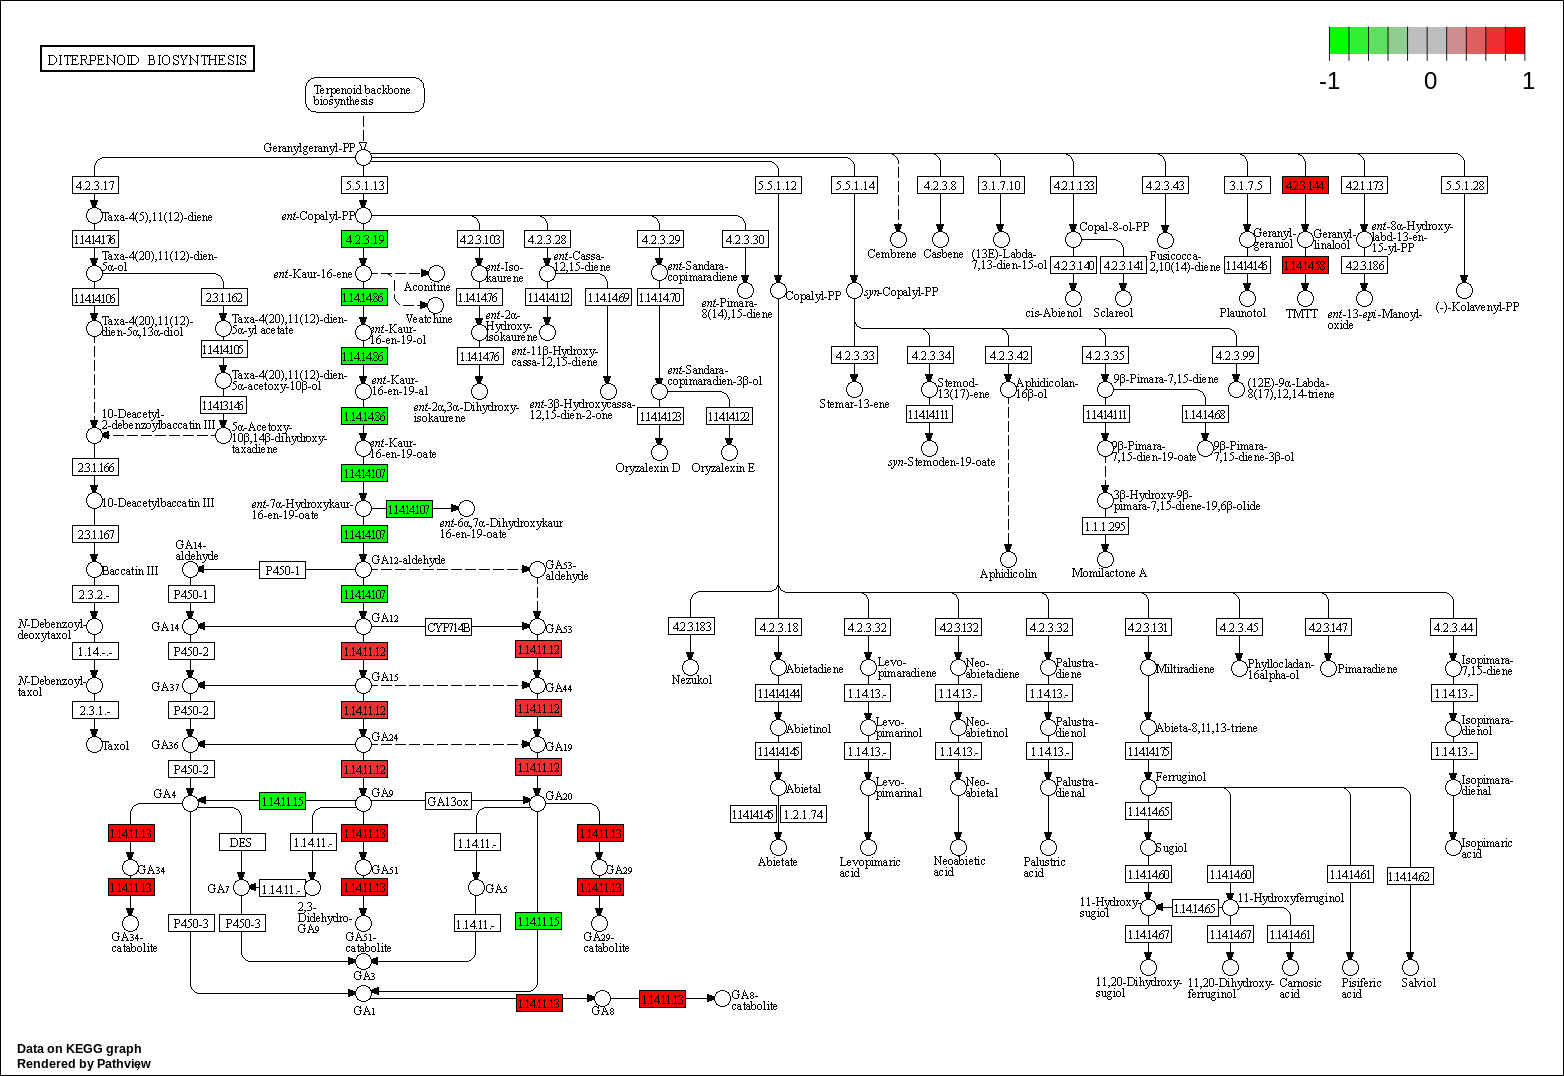 DITERPENOID BIOSYNTHESIS
-1
0
1
Terpenoid backbone
biosynthesis
Geranylgeranyl-PP
4.2.3.17
5.5.1.13
5.5.1.12
5.5.1.14
4.2.3.8
3.1.7.10
4.2.1.133
4.2.3.43
3.1.7.5
4.2.3.144
4.2.1.173
5.5.1.28
Taxa-4(5),11(12)-diene
ent-Copalyl-PP
Copal-8-ol-PP
1.14.14.176
4.2.3.19
4.2.3.103
4.2.3.28
4.2.3.29
4.2.3.30
Cembrene
Casbene
(13E)-Labda-
7,13-dien-15-ol
Fusicocca-
2,10(14)-diene
Geranyl-
geraniol
Geranyl-
linalool
ent-8α-Hydroxy-
labd-13-en-
15-yl-PP
Taxa-4(20),11(12)-dien-
5α-ol
ent-Kaur-16-ene
Aconitine
Veatchine
ent-Iso-
kaurene
ent-Cassa-
12,15-diene
ent-Sandara-
copimaradiene
ent-Pimara-
8(14),15-diene
4.2.3.140
4.2.3.141
1.14.14.145
1.14.14.58
4.2.3.186
1.14.14.106
2.3.1.162
1.14.14.86
1.14.14.76
1.14.14.112
1.14.14.69
1.14.14.70
Copalyl-PP
syn-Copalyl-PP
cis-Abienol
Sclareol
Plaunotol
TMTT
ent-13-epi-Manoyl-
oxide
(-)-Kolavenyl-PP
Taxa-4(20),11(12)-
dien-5α,13α-diol
Taxa-4(20),11(12)-dien-
5α-yl acetate
ent-Kaur-
16-en-19-ol
ent-2α-
Hydroxy-
isokaurene
ent-11β-Hydroxy-
cassa-12,15-diene
1.14.14.105
1.14.14.86
1.14.14.76
4.2.3.33
4.2.3.34
4.2.3.42
4.2.3.35
4.2.3.99
Taxa-4(20),11(12)-dien-
5α-acetoxy-10β-ol
ent-Kaur-
16-en-19-al
ent-2α,3α-Dihydroxy-
isokaurene
ent-3β-Hydroxycassa-
12,15-dien-2-one
ent-Sandara-
copimaradien-3β-ol
Stemar-13-ene
Stemod-
13(17)-ene
Aphidicolan-
16β-ol
9β-Pimara-7,15-diene
(12E)-9α-Labda-
8(17),12,14-triene
1.14.13.146
1.14.14.86
1.14.14.123
1.14.14.122
1.14.14.111
1.14.14.111
1.14.14.68
10-Deacetyl-
2-debenzoylbaccatin III
5α-Acetoxy-
10β,14β-dihydroxy-
taxadiene
ent-Kaur-
16-en-19-oate
Oryzalexin D
Oryzalexin E
syn-Stemoden-19-oate
9β-Pimara-
7,15-dien-19-oate
9β-Pimara-
7,15-diene-3β-ol
2.3.1.166
1.14.14.107
10-Deacetylbaccatin III
ent-7α-Hydroxykaur-
16-en-19-oate
1.14.14.107
ent-6α,7α-Dihydroxykaur
16-en-19-oate
3β-Hydroxy-9β-
pimara-7,15-diene-19,6β-olide
2.3.1.167
1.14.14.107
1.1.1.295
Baccatin III
GA14-
aldehyde
P450-1
GA12-aldehyde
GA53-
aldehyde
Aphidicolin
Momilactone A
2.3.2.-
P450-1
1.14.14.107
N-Debenzoyl-
deoxytaxol
GA14
GA12
CYP714B
GA53
4.2.3.183
4.2.3.18
4.2.3.32
4.2.3.132
4.2.3.32
4.2.3.131
4.2.3.45
4.2.3.147
4.2.3.44
1.14.-.-
P450-2
1.14.11.12
1.14.11.12
Nezukol
Abietadiene
Levo-
pimaradiene
Neo-
abietadiene
Palustra-
diene
Miltiradiene
Phyllocladan-
16alpha-ol
Pimaradiene
Isopimara-
7,15-diene
N-Debenzoyl-
taxol
GA37
GA15
GA44
1.14.14.144
1.14.13.-
1.14.13.-
1.14.13.-
1.14.13.-
2.3.1.-
P450-2
1.14.11.12
1.14.11.12
Abietinol
Levo-
pimarinol
Neo-
abietinol
Palustra-
dienol
Abieta-8,11,13-triene
Isopimara-
dienol
Taxol
GA36
GA24
GA19
1.14.14.145
1.14.13.-
1.14.13.-
1.14.13.-
1.14.14.175
1.14.13.-
P450-2
1.14.11.12
1.14.11.12
Abietal
Levo-
pimarinal
Neo-
abietal
Palustra-
dienal
Ferruginol
Isopimara-
dienal
GA4
1.14.11.15
GA9
GA13ox
GA20
1.14.14.145
1.2.1.74
1.14.14.65
1.14.11.13
DES
1.14.11.-
1.14.11.13
1.14.11.-
1.14.11.13
Abietate
Levopimaric
acid
Neoabietic
acid
Palustric
acid
Sugiol
Isopimaric
acid
GA34
GA7
1.14.11.-
GA51
GA5
GA29
1.14.11.13
1.14.11.13
1.14.11.13
1.14.14.60
1.14.14.60
1.14.14.61
1.14.14.62
2,3-
Didehydro-
GA9
11-Hydroxy-
sugiol
1.14.14.65
11-Hydroxyferruginol
P450-3
P450-3
1.14.11.-
1.14.11.15
1.14.14.67
1.14.14.67
1.14.14.61
GA34-
catabolite
GA51-
catabolite
GA29-
catabolite
GA3
11,20-Dihydroxy-
sugiol
11,20-Dihydroxy-
ferruginol
Carnosic
acid
Pisiferic
acid
Salviol
GA1
1.14.11.13
GA8
1.14.11.13
GA8-
catabolite
Data on KEGG graph
Rendered by Pathview